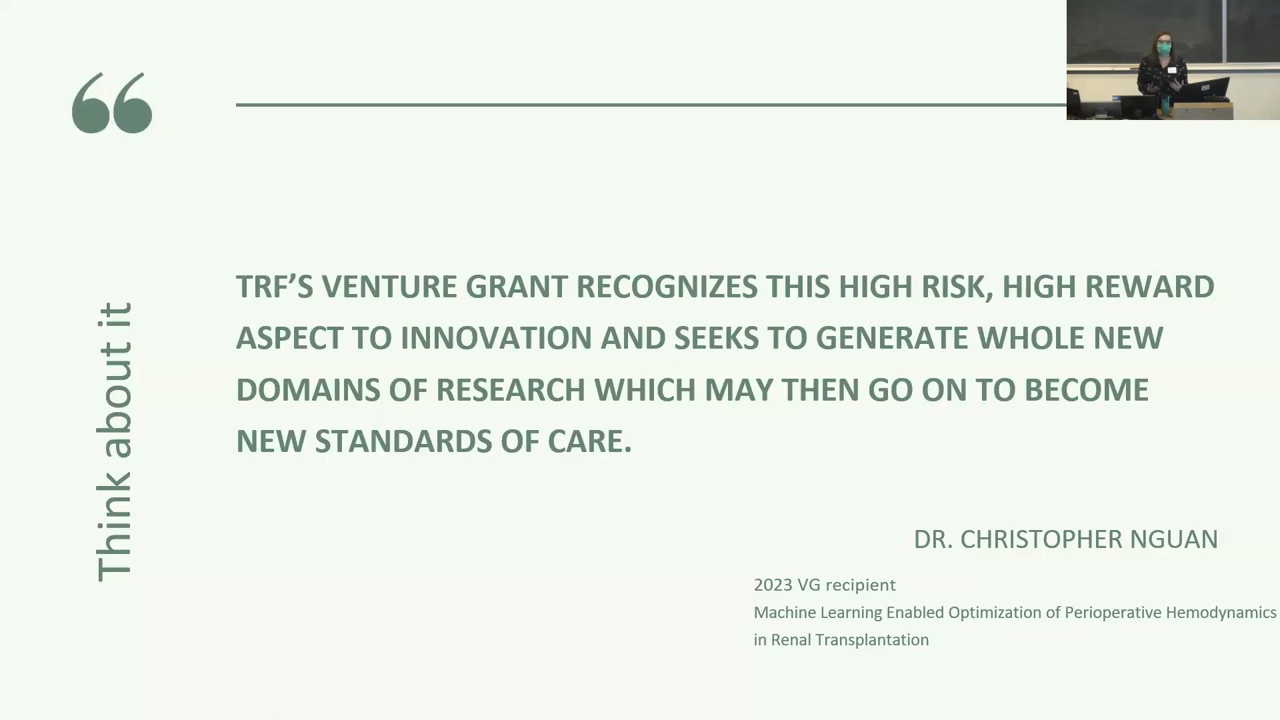 “
TRF’S VENTURE GRANT RECOGNIZES THIS HIGH RISK, HIGH REWARD
ASPECT TO INNOVATION AND SEEKS TO GENERATE WHOLE NEW
DOMAINS OF RESEARCH WHICH MAY THEN GO ON TO BECOME
NEW STANDARDS OF CARE.
Think about it
DR. CHRISTOPHER NGUAN
2023 VG recipient
Machine Learning Enabled Optimization of Perioperative Hemodynamics
in Renal Transplantation